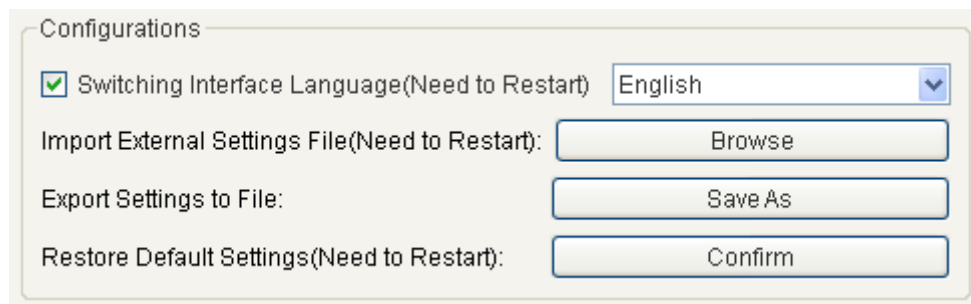 Configurations
Switching Interface Language(Need to Restart) English
Import External Settings File(Need to Restart): Browse
Export Settings to File: Save As
Restore Default Settings(Need to Restart): Confirm